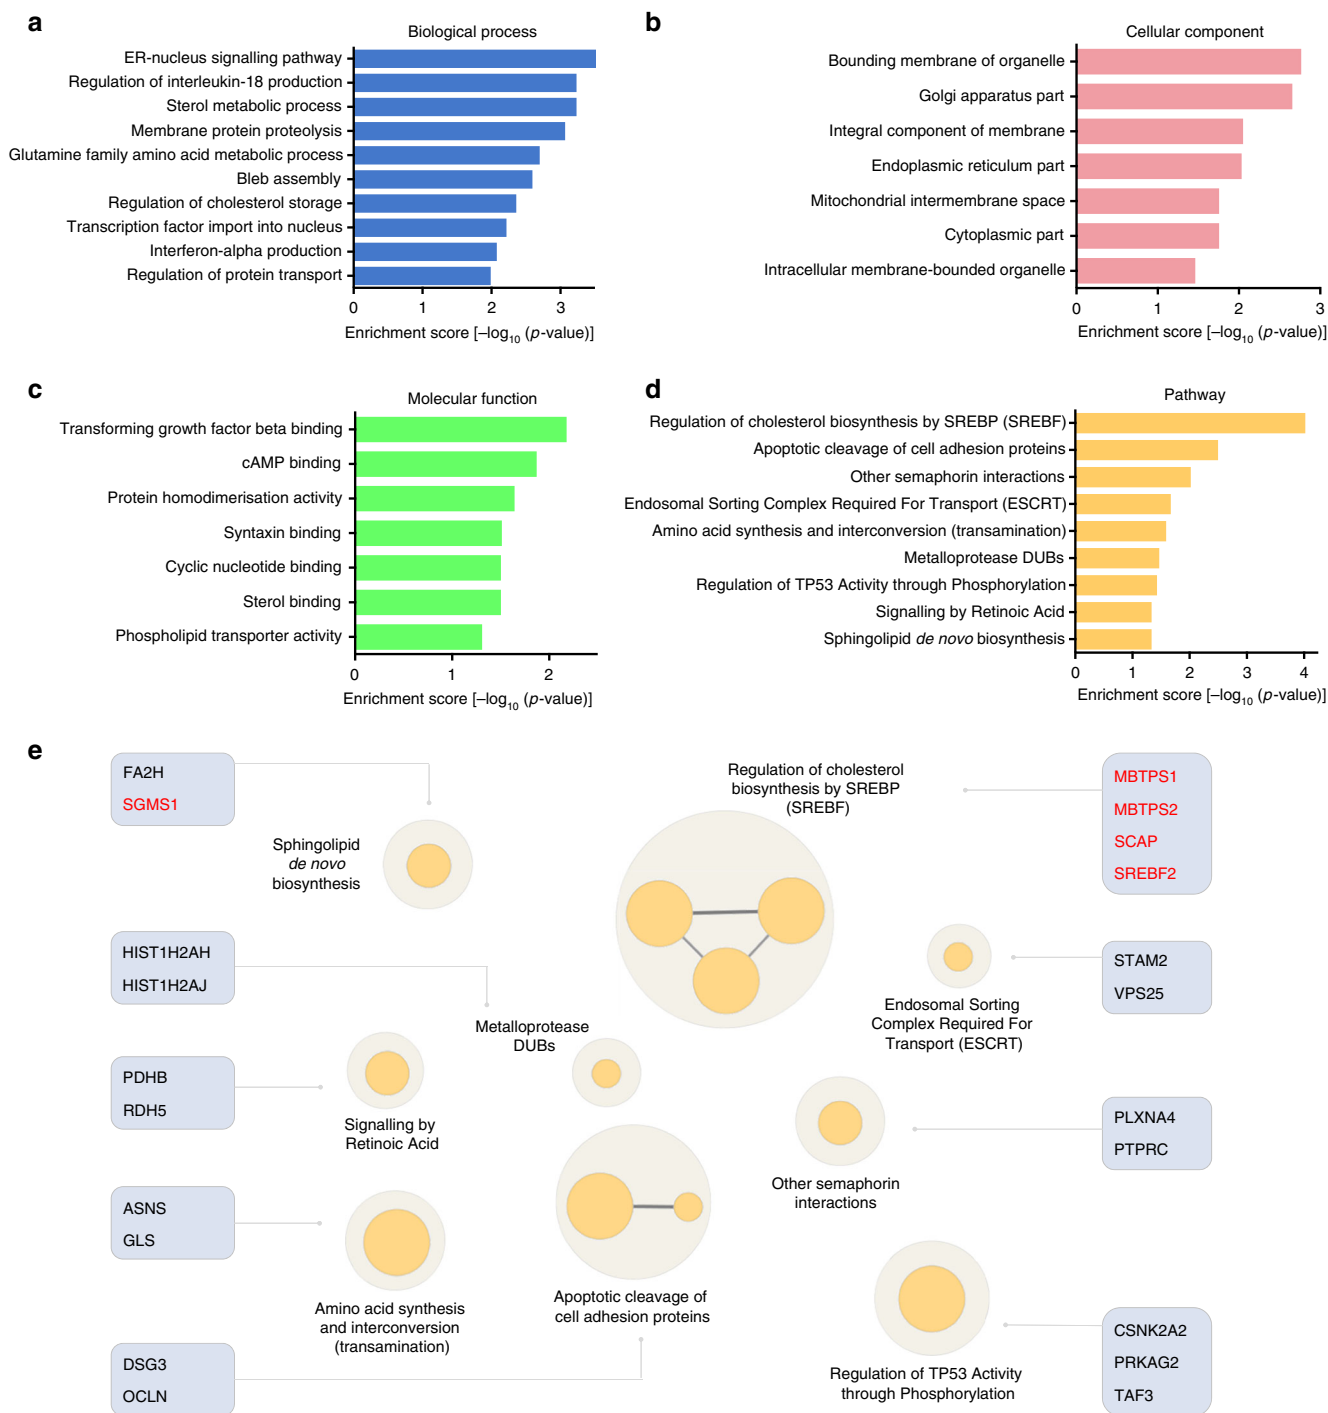 a
Biological process
ER-nucleus signalling pathway
Regulation of interleukin-18 production
Sterol metabolic process
Membrane protein proteolysis
Glutamine family amino acid metabolic process
Bleb assembly
Regulation of cholesterol storage
Transcription factor import into nucleus
Interferon-alpha production
Regulation of protein transport
0 1 2 3
Enrichment score [–log10 (p-value)]
b
Cellular component
Bounding membrane of organelle
Golgi apparatus part
Integral component of membrane
Endoplasmic reticulum part
Mitochondrial intermembrane space
Cytoplasmic part
Intracellular membrane-bounded organelle
0 1 2 3
Enrichment score [–log10 (p-value)]
c
Molecular function
Transforming growth factor beta binding
cAMP binding
Protein homodimerisation activity
Syntaxin binding
Cyclic nucleotide binding
Sterol binding
Phospholipid transporter activity
0 1 2
Enrichment score [–log10 (p-value)]
d
Pathway
Regulation of cholesterol biosynthesis by SREBP (SREBF)
Apoptotic cleavage of cell adhesion proteins
Other semaphorin interactions
Endosomal Sorting Complex Required For Transport (ESCRT)
Amino acid synthesis and interconversion (transamination)
Metalloprotease DUBs
Regulation of TP53 Activity through Phosphorylation
Signalling by Retinoic Acid
Sphingolipid de novo biosynthesis
0 1 2 3 4
Enrichment score [–log10 (p-value)]
e
FA2H
SGMS1
Sphingolipid
de novo
biosynthesis
Regulation of cholesterol
biosynthesis by SREBP
(SREBF)
MBTPS1
MBTPS2
SCAP
SREBF2
HIST1H2AH
HIST1H2AJ
Metalloprotease
DUBs
Endosomal Sorting
Complex Required For
Transport (ESCRT)
STAM2
VPS25
PDHB
RDH5
Signalling by
Retinoic Acid
Other semaphorin
interactions
PLXNA4
PTPRC
ASNS
GLS
Amino acid synthesis
and interconversion
(transamination)
Apoptotic cleavage of
cell adhesion proteins
DSG3
OCLN
Regulation of TP53 Activity
through Phosphorylation
CSNK2A2
PRKAG2
TAF3